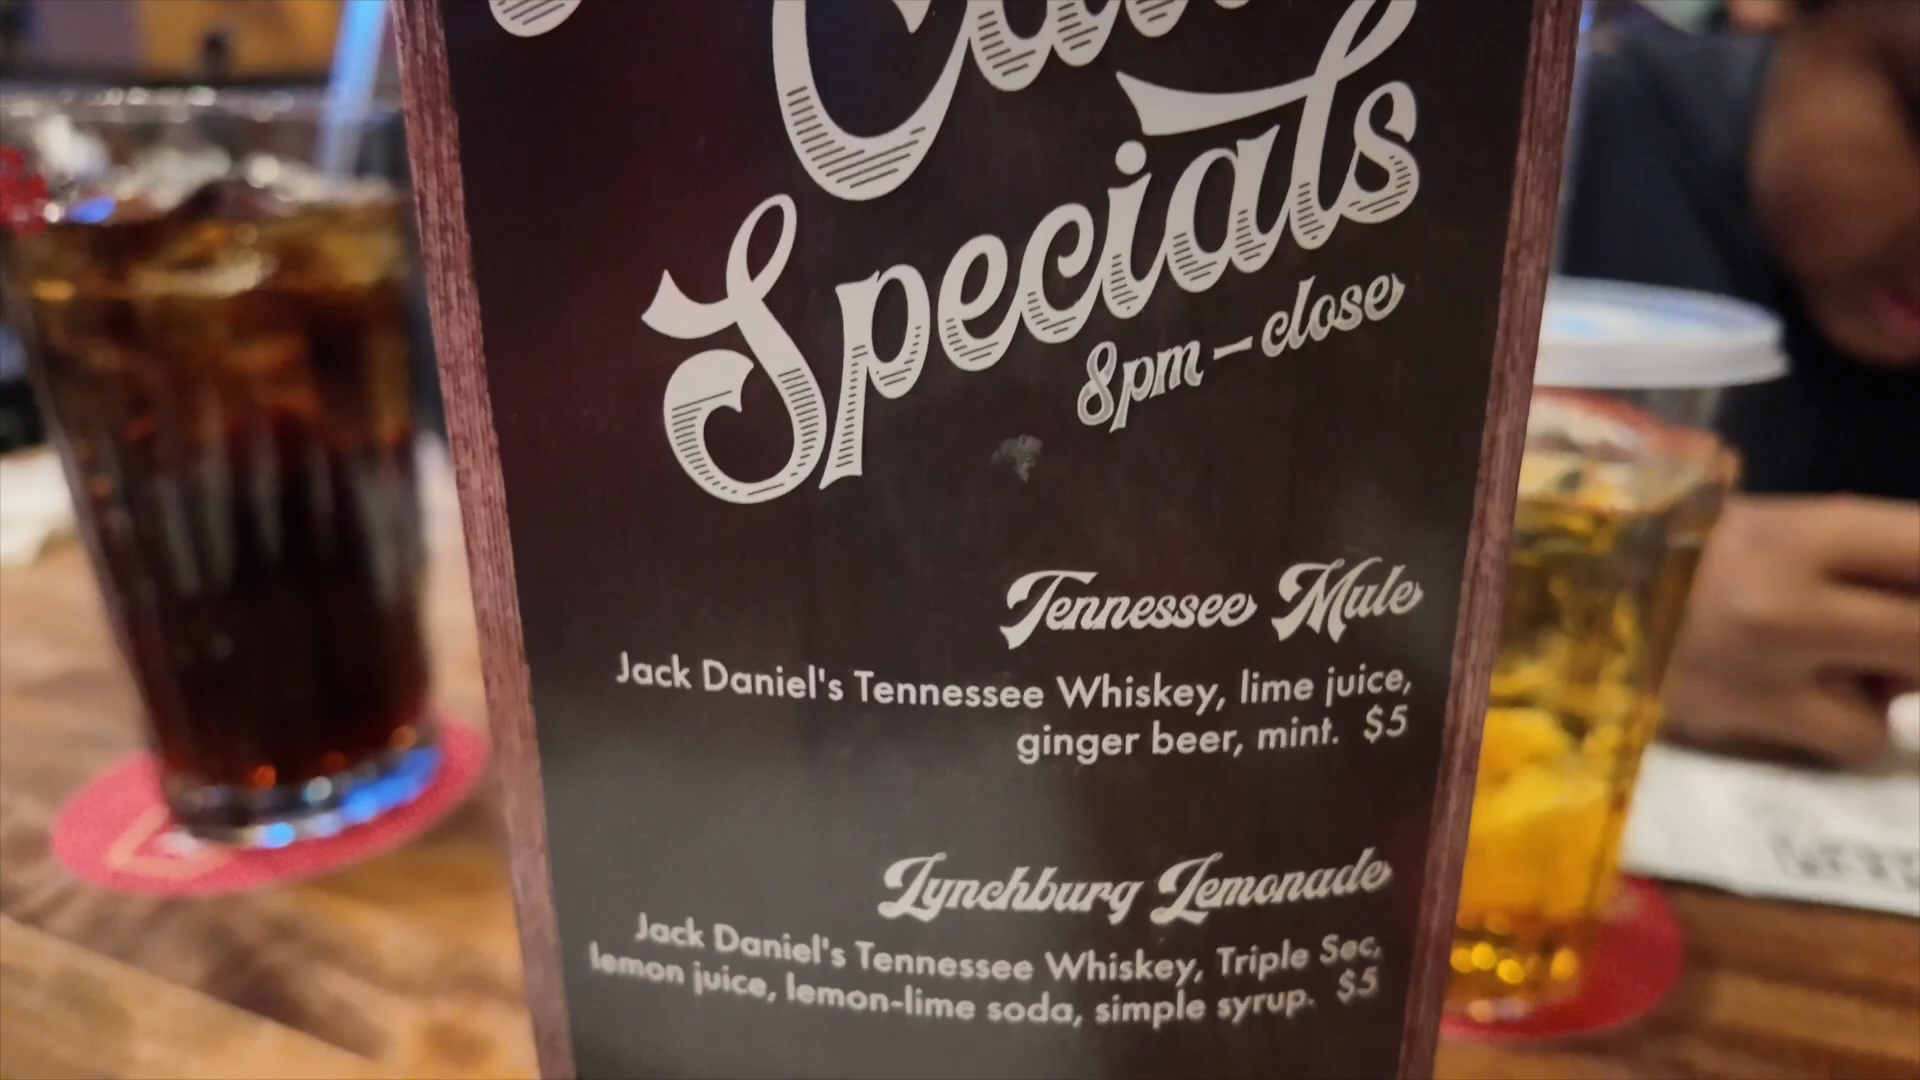 Specials
8pm – close
Tennessee Mule
Jack Daniel's Tennessee Whiskey, lime juice,
ginger beer, mint. $5
Lynchburg Lemonade
Jack Daniel's Tennessee Whiskey, Triple Sec,
lemon juice, lemon-lime soda, simple syrup. $5